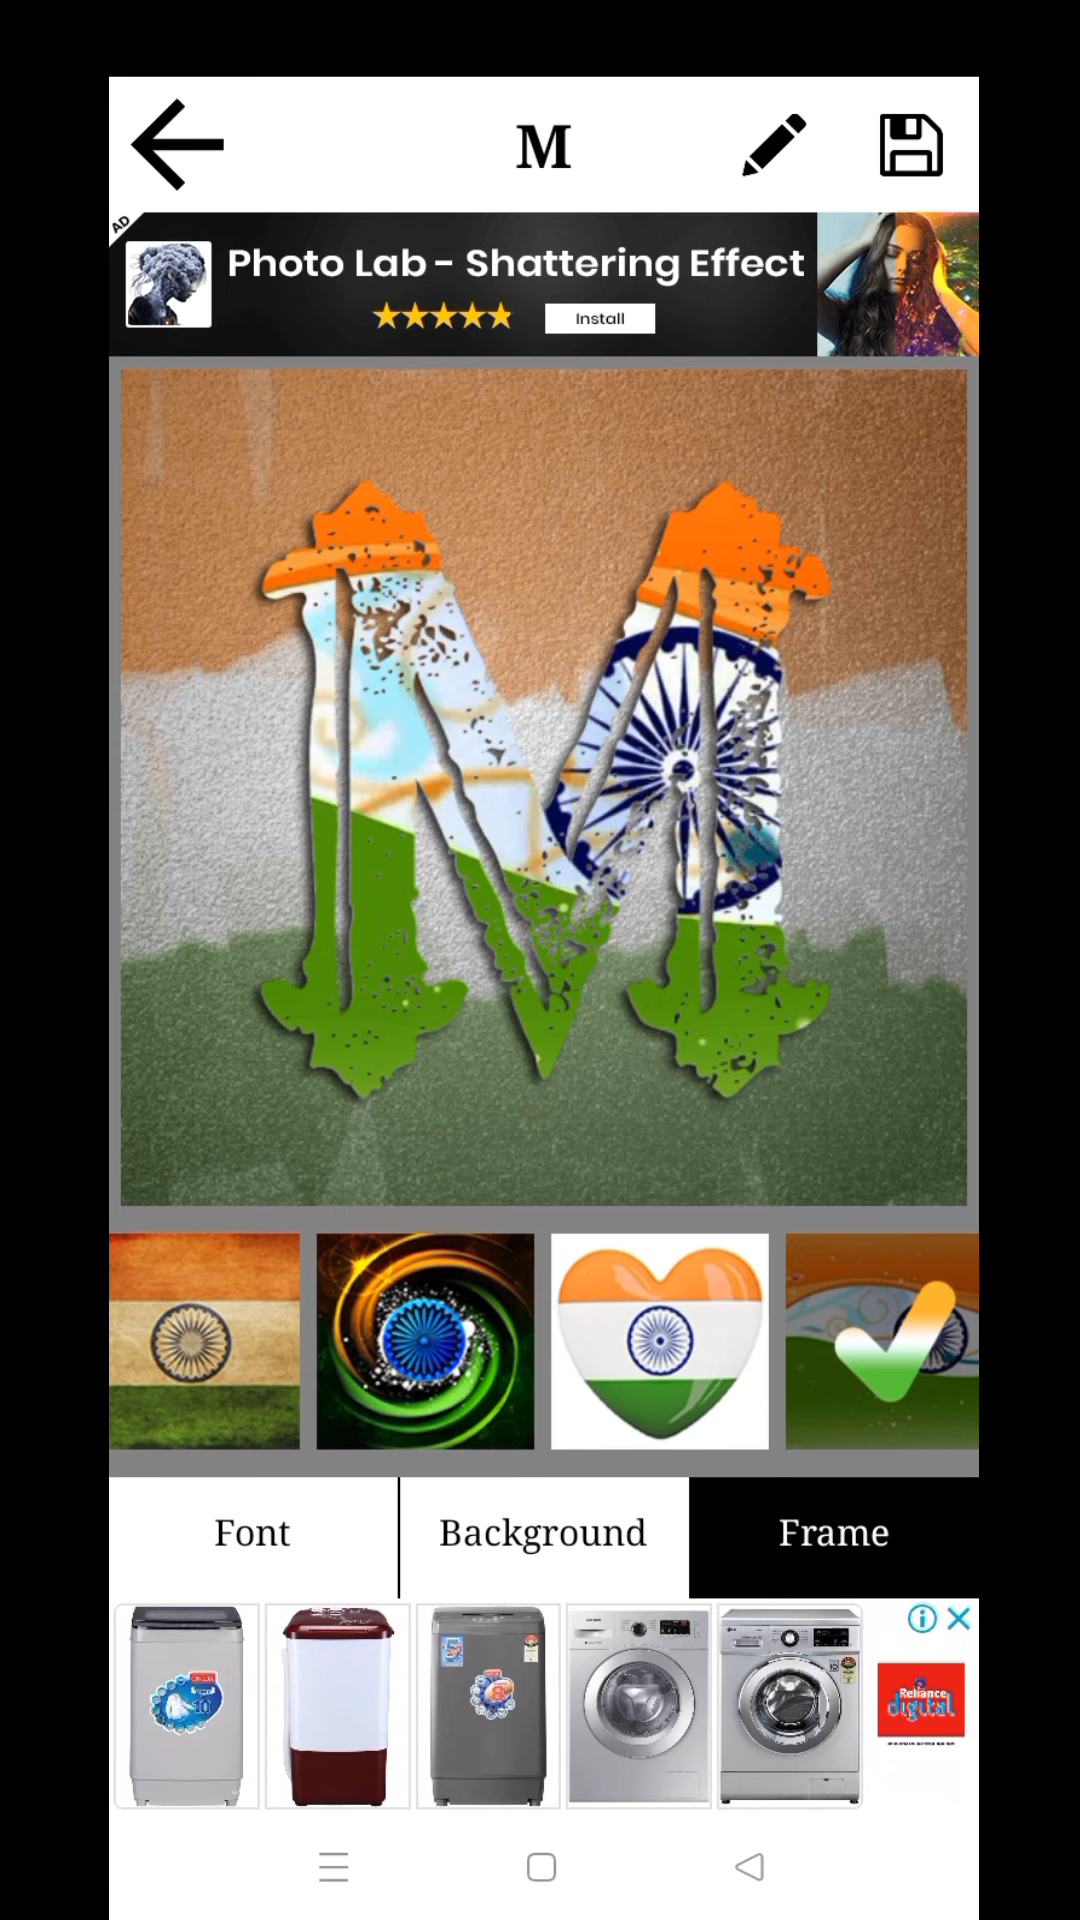 M
AD
Photo Lab - Shattering Effect
Install
M
Font
Background
Frame
Reliance
digital